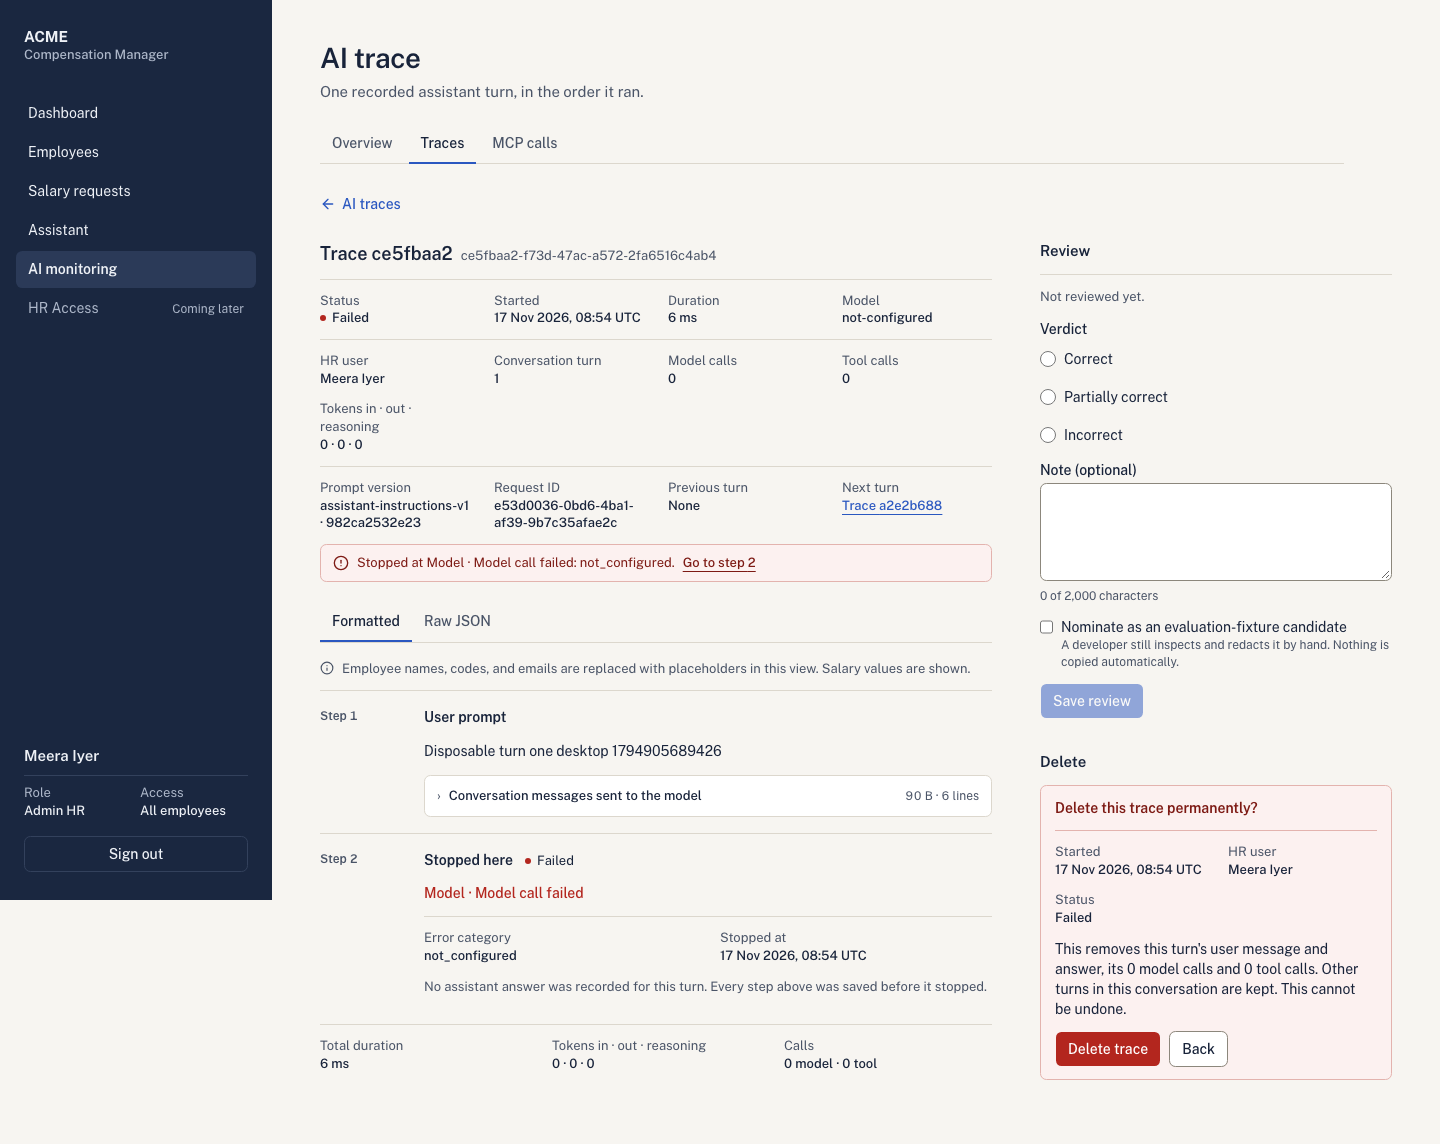 ACME
Compensation Manager
Dashboard
Employees
Salary requests
Assistant
AI monitoring
HR Access
Coming later
Meera Iyer
Role
Access
Admin HR
All employees
Sign out
AI trace
One recorded assistant turn, in the order it ran.
Overview
Traces
MCP calls
← AI traces
Trace ce5fbaa2 ce5fbaa2-f73d-47ac-a572-2fa6516c4ab4
Status
Started
Duration
Model
Failed
17 Nov 2026, 08:54 UTC
6 ms
not-configured
HR user
Conversation turn
Model calls
Tool calls
Meera Iyer
1
0
0
Tokens in · out ·
reasoning
0 · 0 · 0
Prompt version
Request ID
Previous turn
Next turn
assistant-instructions-v1
e53d0036-0bd6-4ba1-
None
Trace a2e2b688
· 982ca2532e23
af39-9b7c35afae2c
Stopped at Model · Model call failed: not_configured. Go to step 2
Formatted
Raw JSON
Employee names, codes, and emails are replaced with placeholders in this view. Salary values are shown.
Step 1
User prompt
Disposable turn one desktop 1794905689426
› Conversation messages sent to the model
90 B · 6 lines
Step 2
Stopped here
Failed
Model · Model call failed
Error category
Stopped at
not_configured
17 Nov 2026, 08:54 UTC
No assistant answer was recorded for this turn. Every step above was saved before it stopped.
Total duration
Tokens in · out · reasoning
Calls
6 ms
0 · 0 · 0
0 model · 0 tool
Review
Not reviewed yet.
Verdict
Correct
Partially correct
Incorrect
Note (optional)
0 of 2,000 characters
Nominate as an evaluation-fixture candidate
A developer still inspects and redacts it by hand. Nothing is
copied automatically.
Save review
Delete
Delete this trace permanently?
Started
HR user
17 Nov 2026, 08:54 UTC
Meera Iyer
Status
Failed
This removes this turn's user message and
answer, its 0 model calls and 0 tool calls. Other
turns in this conversation are kept. This cannot
be undone.
Delete trace
Back